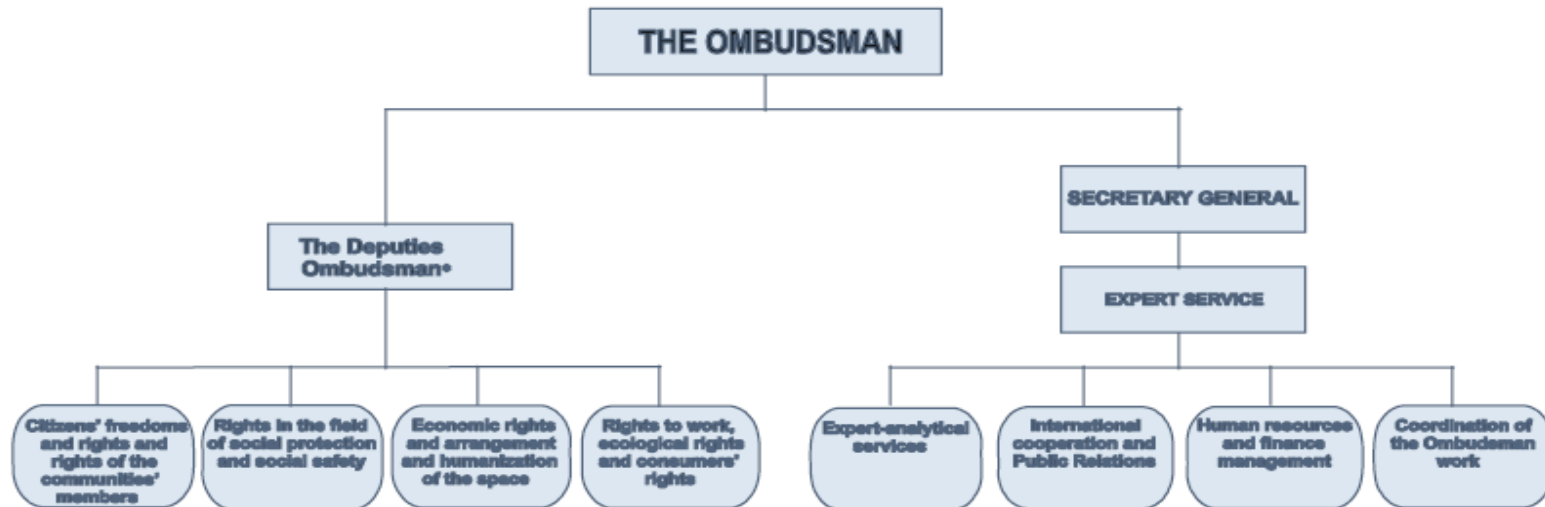 THE OMBUDSMAN
SECRETARY GENERAL
The Deputies
Ombudsman•
EXPERT SERVICE
Citizens' freedoms
and rights and
rights of the
communities'
members
Rights in the field
of social protection
and social safety
Economic rights
and arrangement
and humanization
of the space
Rights to work,
ecological rights
and consumers'
rights
Expert-analytical
services
International
cooperation and
Public Relations
Human resources
and finance
management
Coordination of
the Ombudsman
work